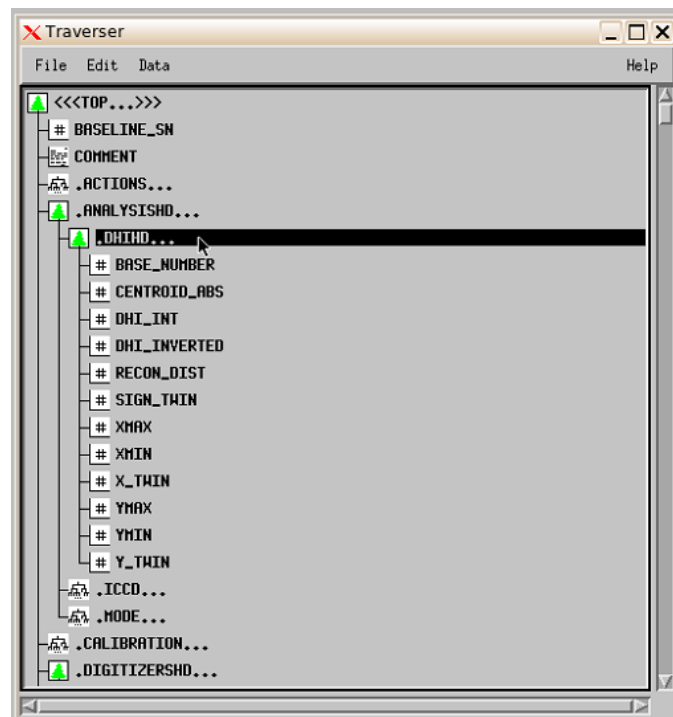 Traverser
File Edit Data Help
<<<TOP...>>>
# BASELINE_SN
COMMENT
.ACTIONS...
.ANALYSISHD...
.DHIHD...
# BASE_NUMBER
# CENTROID_ABS
# DHI_INT
# DHI_INVERTED
# RECON_DIST
# SIGN_TWIN
# XMAX
# XMIN
# X_TWIN
# YMAX
# YMIN
# Y_TWIN
.ICCD...
.MODE...
.CALIBRATION...
.DIGITIZERSHD...